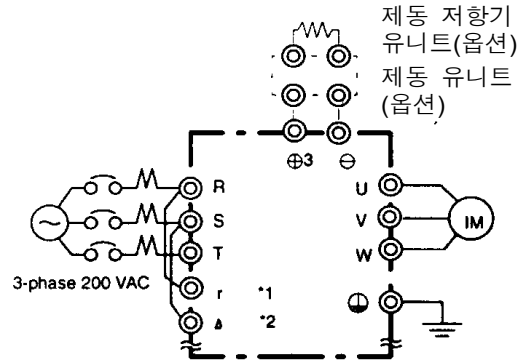 제동 저항기
유니트(옵션)
제동 유니트
(옵션)
⊕3 ⊖
R U
S V IM
T W
3-phase 200 VAC
r *1
*2